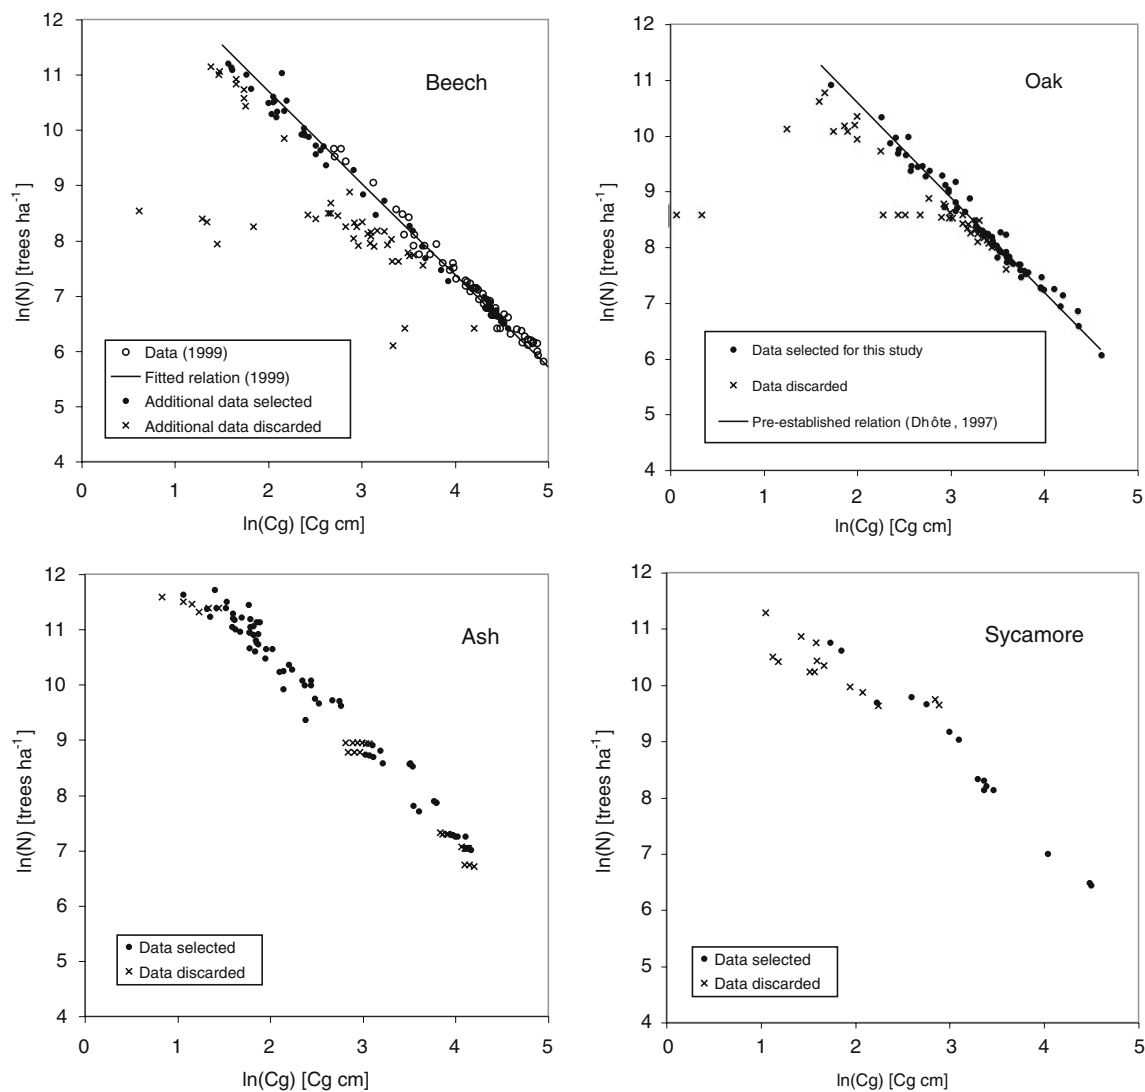 12
11
10
9
8
7
6
5
4
ln(N) [trees ha⁻¹]
Beech
Data (1999)
Fitted relation (1999)
Additional data selected
Additional data discarded
0 1 2 3 4 5
ln(Cg) [Cg cm]
12
11
10
9
8
7
6
5
4
ln(N) [trees ha⁻¹]
Oak
Data selected for this study
Data discarded
Pre-established relation (Dhôte, 1997)
0 1 2 3 4 5
ln(Cg) [Cg cm]
12
11
10
9
8
7
6
5
4
ln(N) [trees ha⁻¹]
Ash
Data selected
Data discarded
0 1 2 3 4 5
ln(Cg) [Cg cm]
12
11
10
9
8
7
6
5
4
ln(N) [trees ha⁻¹]
Sycamore
Data selected
Data discarded
0 1 2 3 4 5
ln(Cg) [Cg cm]